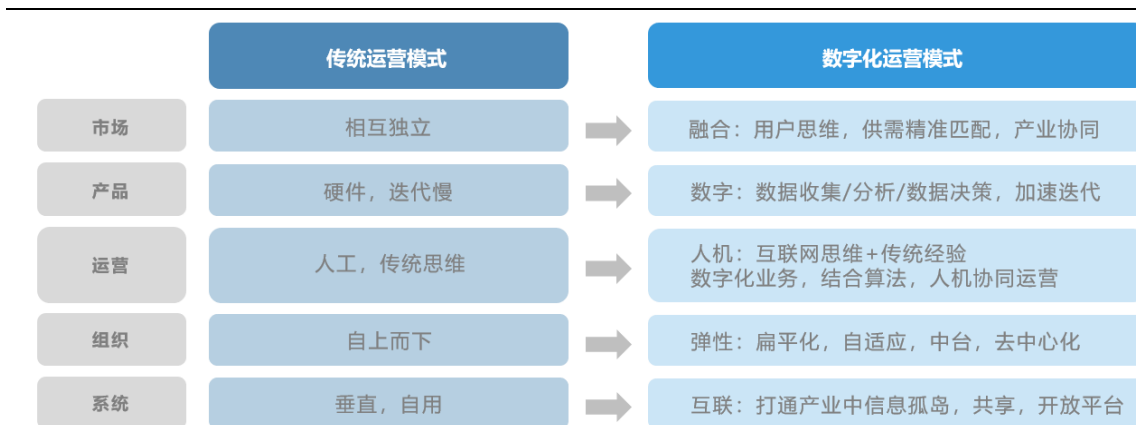 传统运营模式
数字化运营模式
市场
相互独立
融合：用户思维，供需精准匹配，产业协同
产品
硬件，迭代慢
数字：数据收集/分析/数据决策，加速迭代
运营
人工，传统思维
人机：互联网思维+传统经验
数字化业务，结合算法，人机协同运营
组织
自上而下
弹性：扁平化，自适应，中台，去中心化
系统
垂直，自用
互联：打通产业中信息孤岛，共享，开放平台